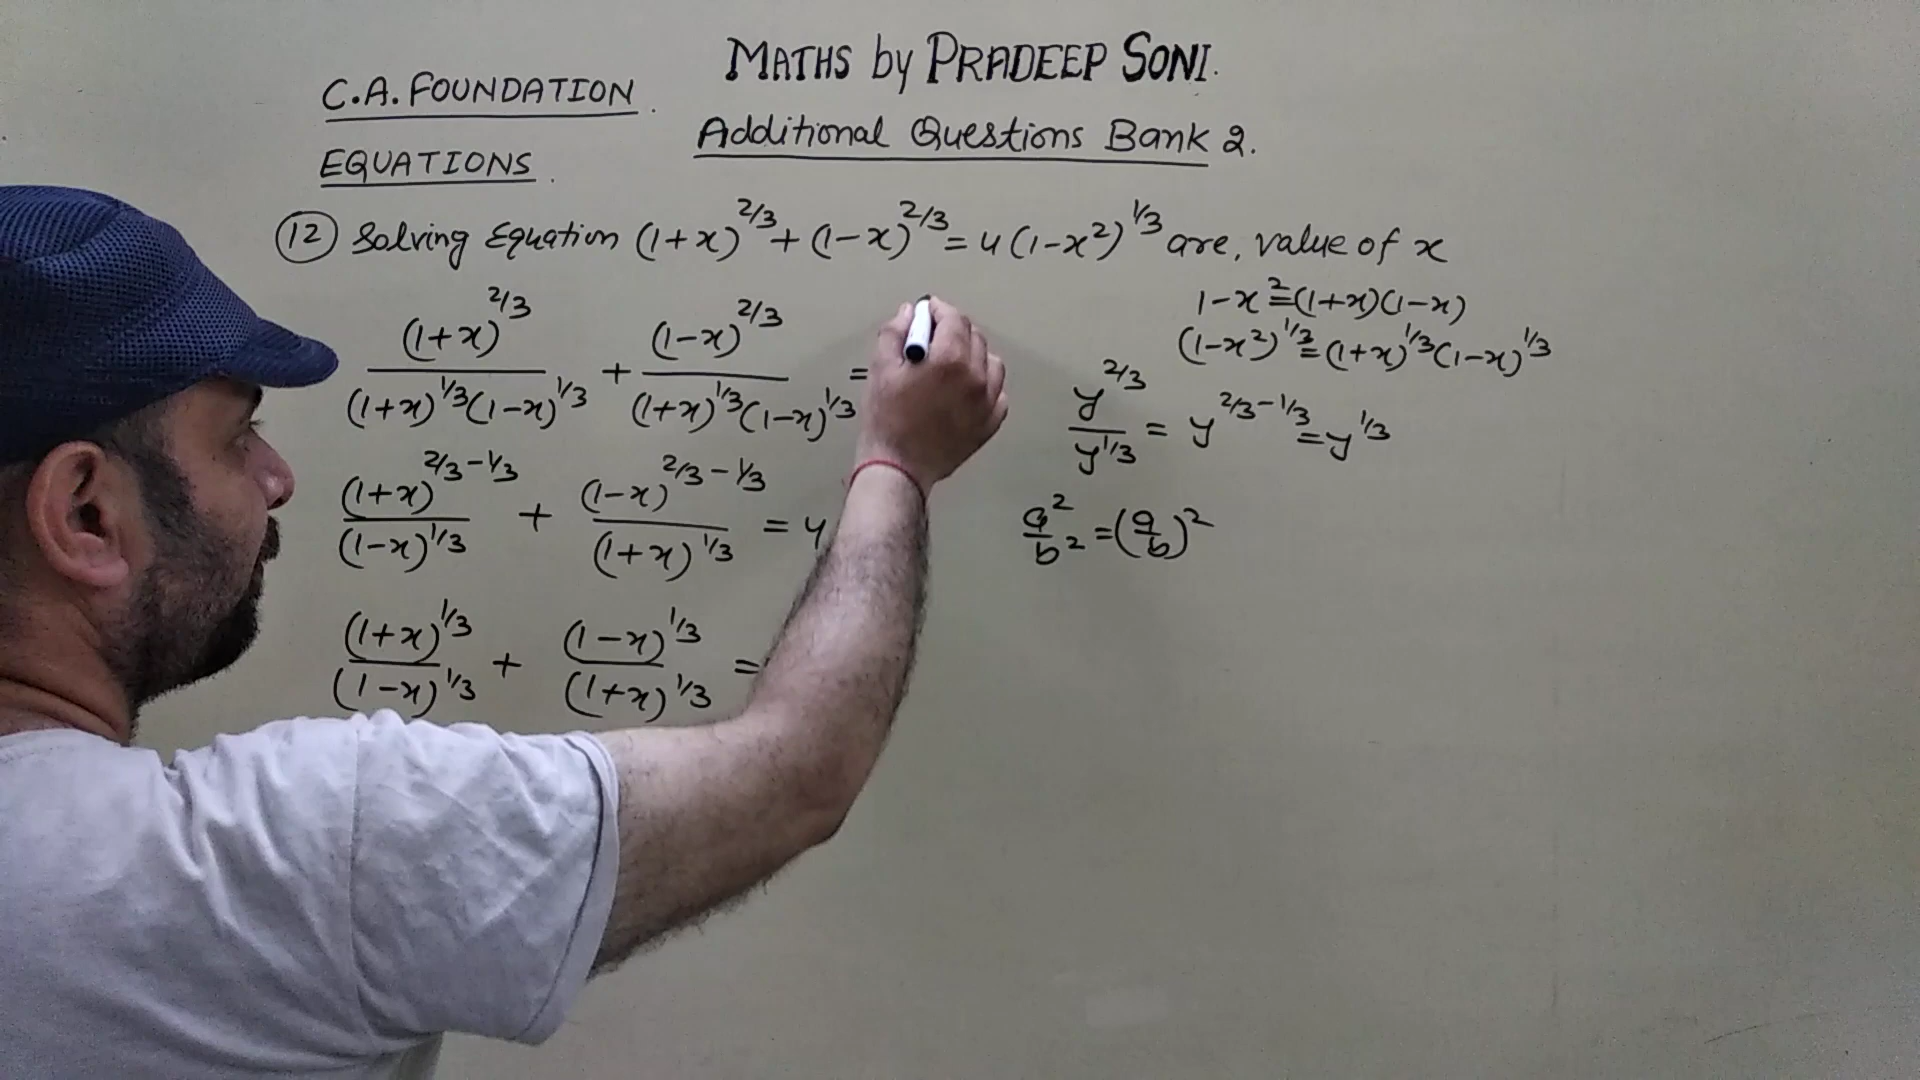 MATHS by PRADEEP SONI.
C.A. FOUNDATION.
Additional Questions Bank 2.
EQUATIONS.
(12) Solving Equation (1+x)^2/3 + (1-x)^2/3 = 4(1-x²)^1/3 are, value of x
1-x² = (1+x)(1-x)
(1-x²)^1/3 = (1+x)^1/3 (1-x)^1/3
(1+x)^2/3 / (1+x)^1/3 (1-x)^1/3 + (1-x)^2/3 / (1+x)^1/3 (1-x)^1/3 =
y^2/3 / y^1/3 = y^2/3-1/3 = y^1/3
(1+x)^2/3-1/3 / (1-x)^1/3 + (1-x)^2/3-1/3 / (1+x)^1/3 = 4
a²/b² = (a/b)²
(1+x)^1/3 / (1-x)^1/3 + (1-x)^1/3 / (1+x)^1/3 =